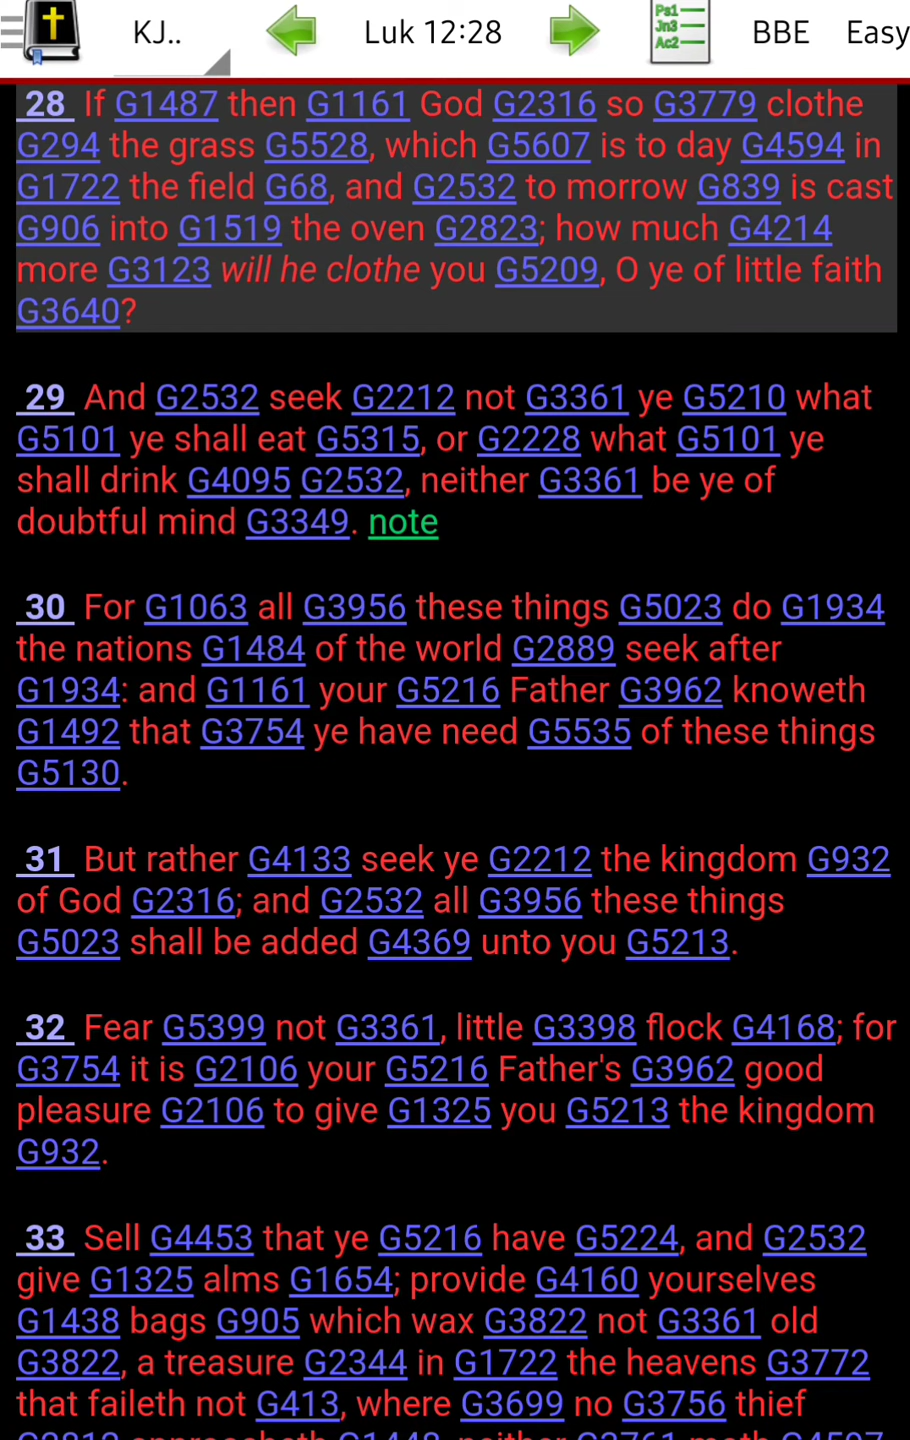 KJ.. Luk 12:28 Ps1 Jn3 Ac2 BBE Easy
28 If G1487 then G1161 God G2316 so G3779 clothe
G294 the grass G5528, which G5607 is to day G4594 in
G1722 the field G68, and G2532 to morrow G839 is cast
G906 into G1519 the oven G2823; how much G4214
more G3123 will he clothe you G5209, O ye of little faith
G3640?
29 And G2532 seek G2212 not G3361 ye G5210 what
G5101 ye shall eat G5315, or G2228 what G5101 ye
shall drink G4095 G2532, neither G3361 be ye of
doubtful mind G3349. note
30 For G1063 all G3956 these things G5023 do G1934
the nations G1484 of the world G2889 seek after
G1934: and G1161 your G5216 Father G3962 knoweth
G1492 that G3754 ye have need G5535 of these things
G5130.
31 But rather G4133 seek ye G2212 the kingdom G932
of God G2316; and G2532 all G3956 these things
G5023 shall be added G4369 unto you G5213.
32 Fear G5399 not G3361, little G3398 flock G4168; for
G3754 it is G2106 your G5216 Father's G3962 good
pleasure G2106 to give G1325 you G5213 the kingdom
G932.
33 Sell G4453 that ye G5216 have G5224, and G2532
give G1325 alms G1654; provide G4160 yourselves
G1438 bags G905 which wax G3822 not G3361 old
G3822, a treasure G2344 in G1722 the heavens G3772
that faileth not G413, where G3699 no G3756 thief